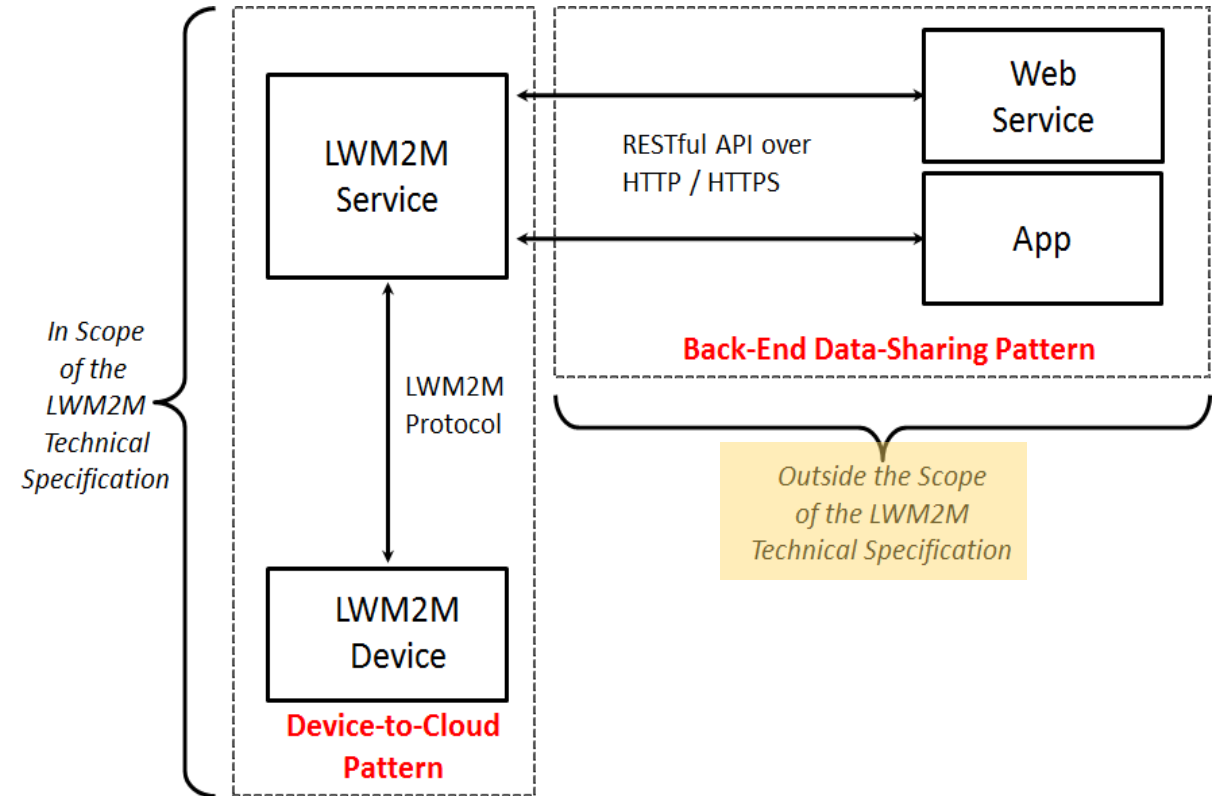 LWM2M
Service
Web
Service
RESTful API over
HTTP / HTTPS
App
Back-End Data-Sharing Pattern
In Scope
of the
LWM2M
Technical
Specification
LWM2M
Protocol
Outside the Scope
of the LWM2M
Technical Specification
LWM2M
Device
Device-to-Cloud
Pattern